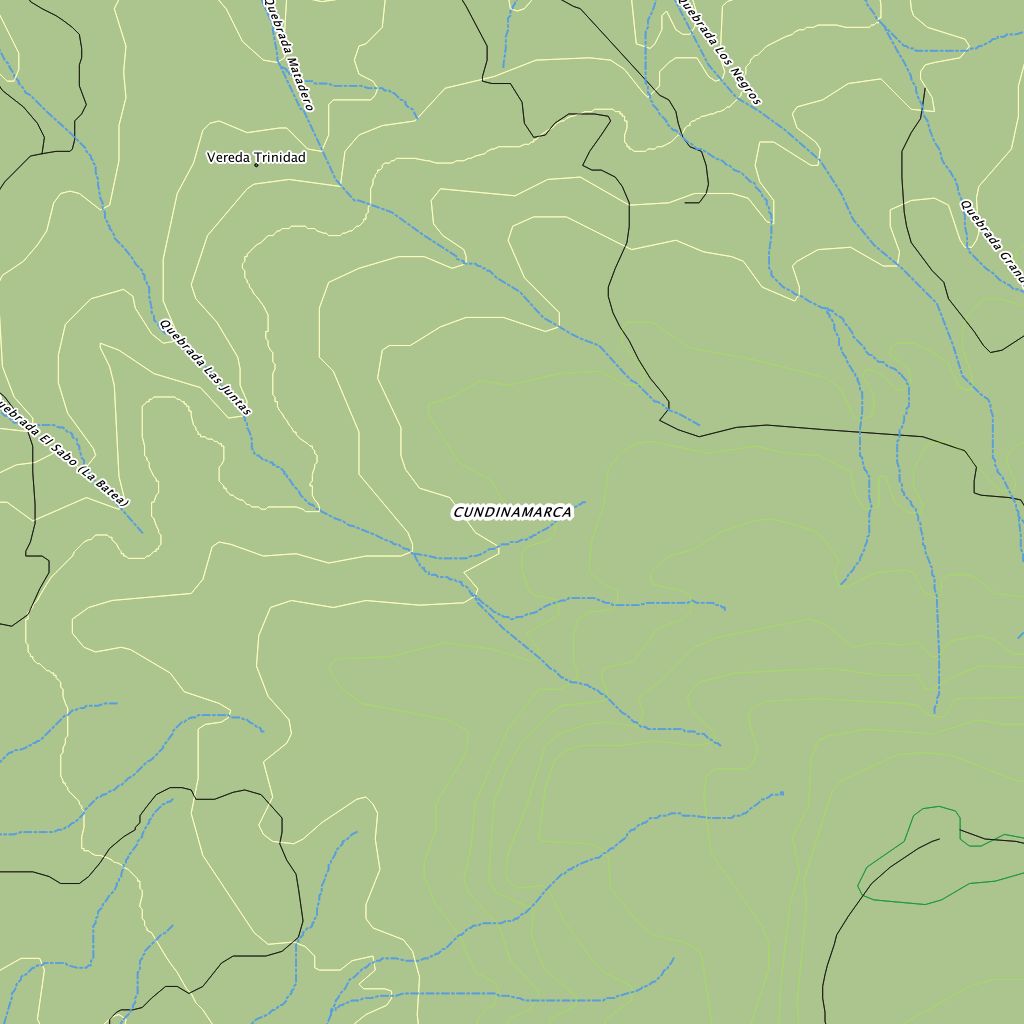 Quebrada Matadero
Quebrada Los Negros
Vereda Trinidad
Quebrada Grand
Quebrada Las Juntas
uebrada El Sabo (La Batea)
CUNDINAMARCA